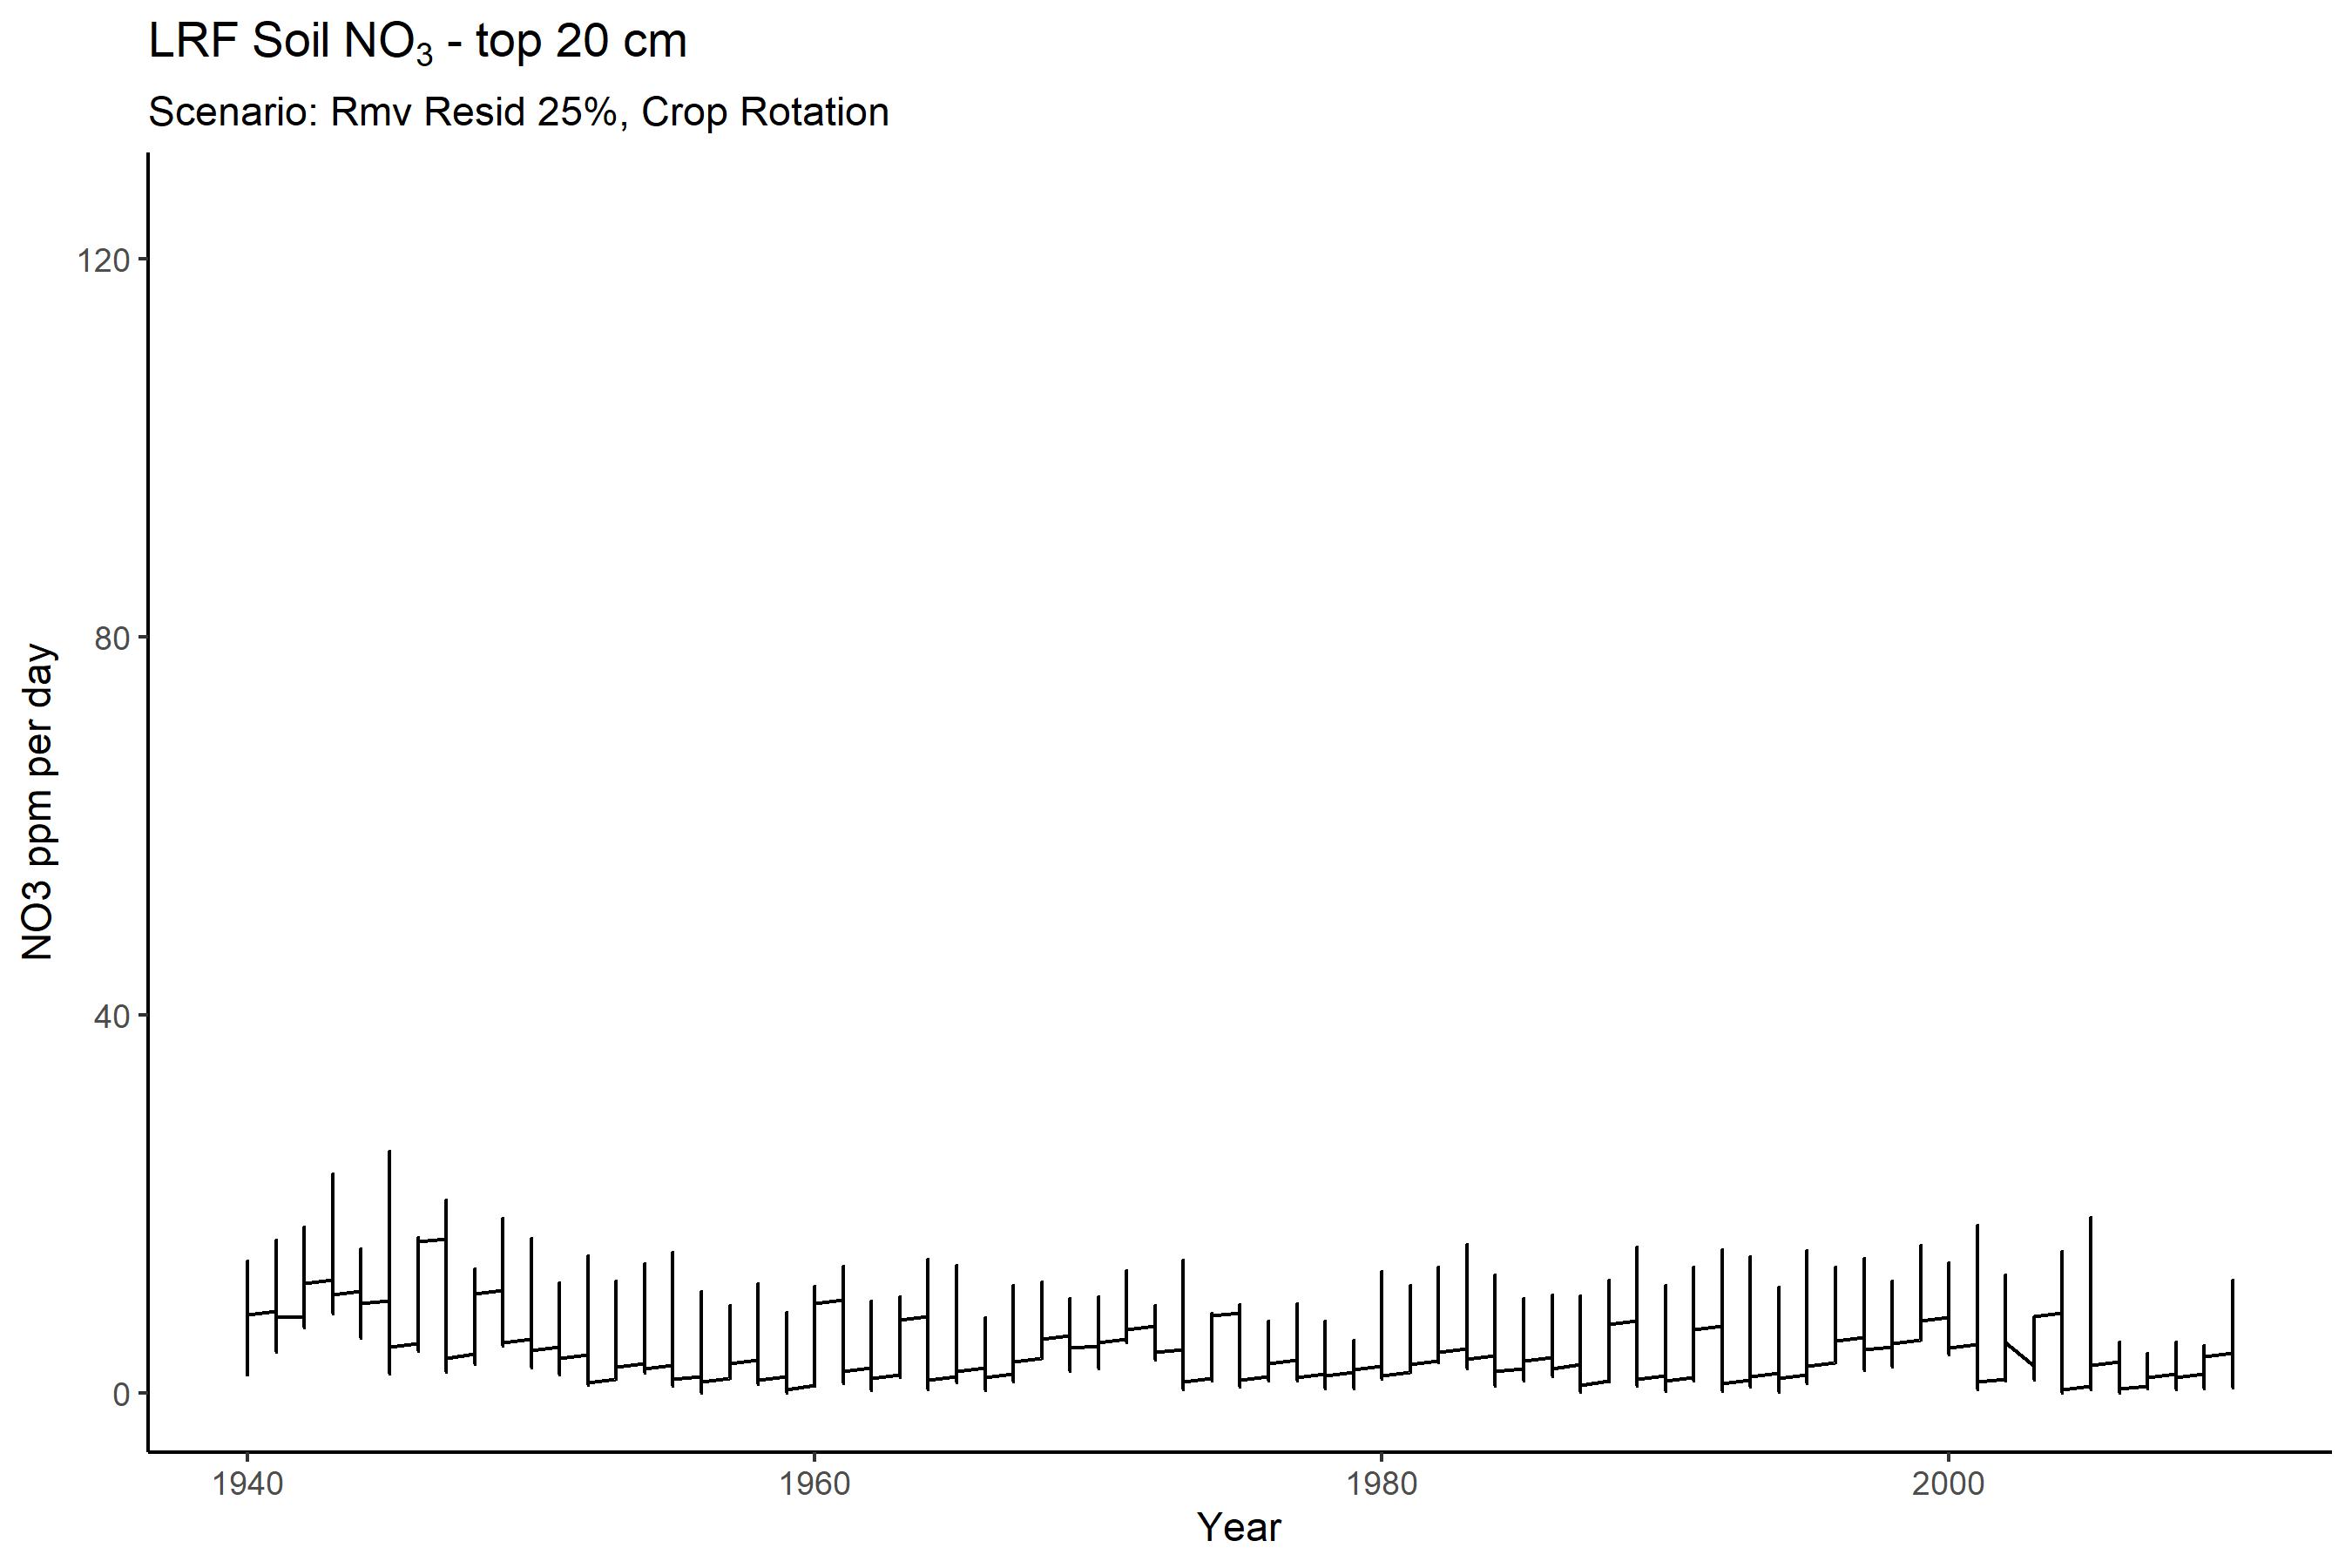 LRF Soil NO₃ - top 20 cm
Scenario: Rmv Resid 25%, Crop Rotation
120
80
40
0
NO3 ppm per day
1940 1960 1980 2000
Year